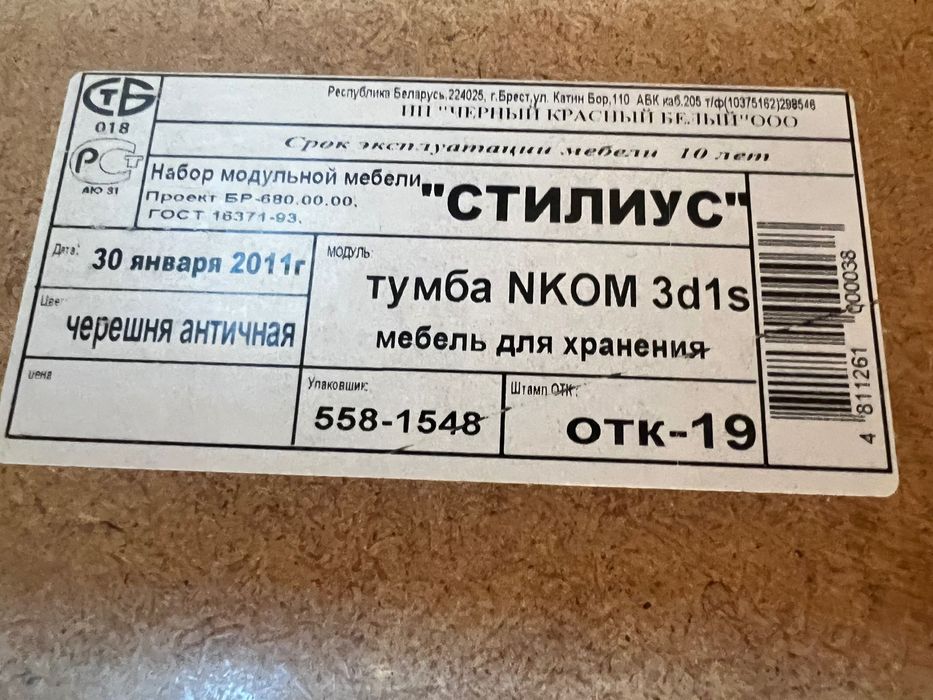 СТБ
018
РСт
АЮ 31
Республика Беларусь,224025, г.Брест,ул. Катин Бор,110 АБК каб.205 т/ф(10375162)298546
ИП "ЧЕРНЫЙ КРАСНЫЙ БЕЛЫЙ"ООО
Срок эксплуатации мебели 10 лет
Набор модульной мебели "СТИЛИУС"
Проект БР-680.00.00.
ГОСТ 16371-93.
Дата: 30 января 2011г
МОДУЛЬ:
тумба NKOM 3d1s
мебель для хранения
Цвет
черешня античная
цена
Упаковщик:
558-1548
Штамп ОТК:
ОТК-19
4 811261 000038